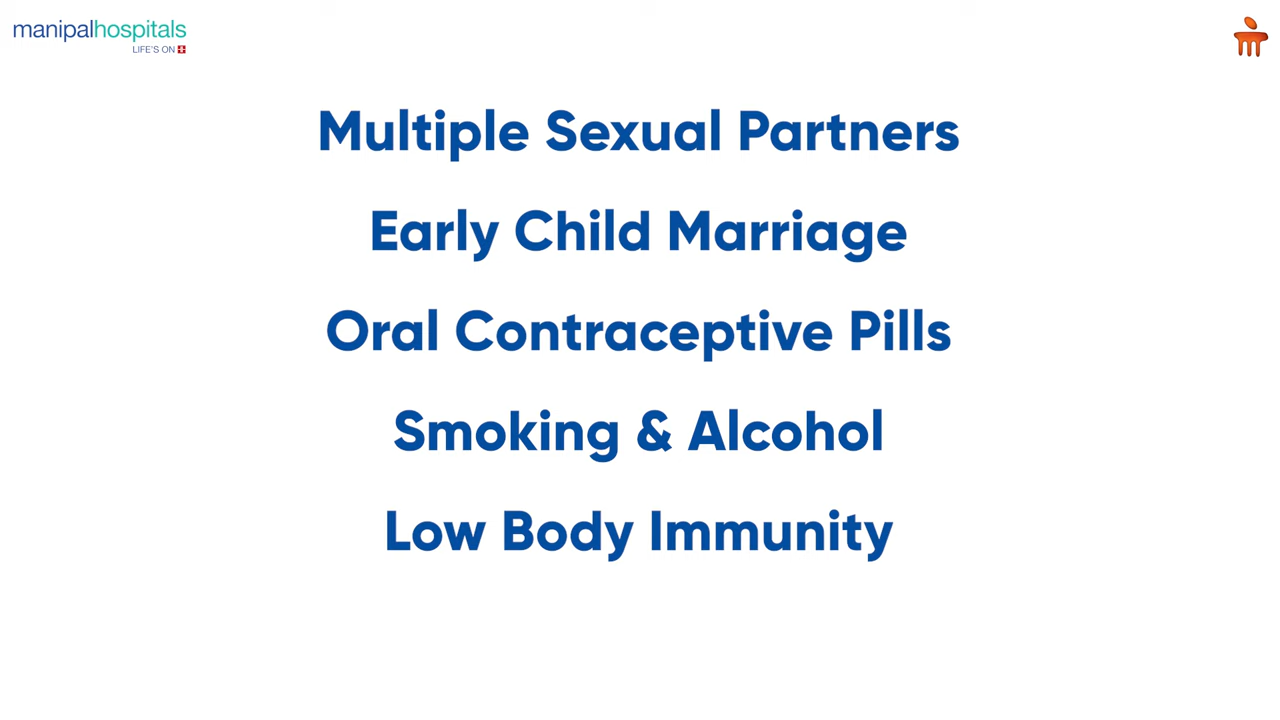 manipalhospitals
LIFE'S ON
Multiple Sexual Partners
Early Child Marriage
Oral Contraceptive Pills
Smoking & Alcohol
Low Body Immunity